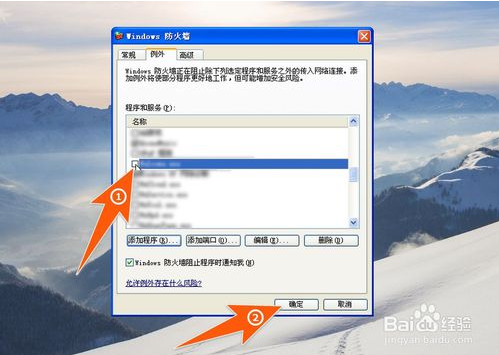 Windows 防火墙
常规 例外 高级
Windows 防火墙正在阻止除下列选定程序和服务之外的传入网络连接。
添加例外将使部分程序更好地工作，但可能增加安全风险。
程序和服务(P):
名称
添加程序(R)... 添加端口(O)... 编辑(E)... 删除(D)
Windows 防火墙阻止程序时通知我(N)
允许例外存在什么风险?
确定 取消
1
2
Baidu 经验
jingyan.baidu.com